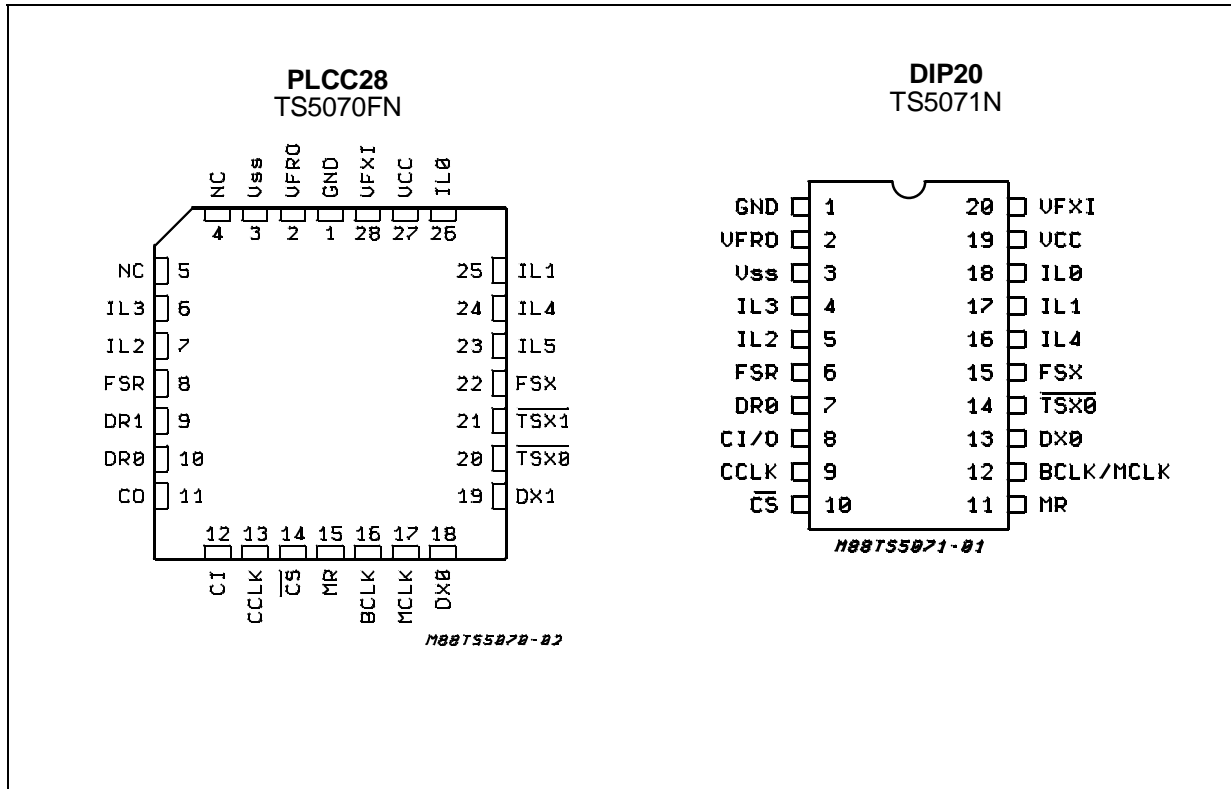 PLCC28
TS5070FN
NC Vss VFRO GND VFXI VCC IL0
4 3 2 1 28 27 26
NC 5 25 IL1
IL3 6 24 IL4
IL2 7 23 IL5
FSR 8 22 FSX
DR1 9 21 TSX1
DR0 10 20 TSX0
CO 11 19 DX1
12 13 14 15 16 17 18
CI CCLK CS MR BCLK MCLK DX0
M88TS5070-02
DIP20
TS5071N
GND 1 20 VFXI
VFRO 2 19 VCC
Vss 3 18 IL0
IL3 4 17 IL1
IL2 5 16 IL4
FSR 6 15 FSX
DR0 7 14 TSX0
CI/O 8 13 DX0
CCLK 9 12 BCLK/MCLK
CS 10 11 MR
M88TS5071-01